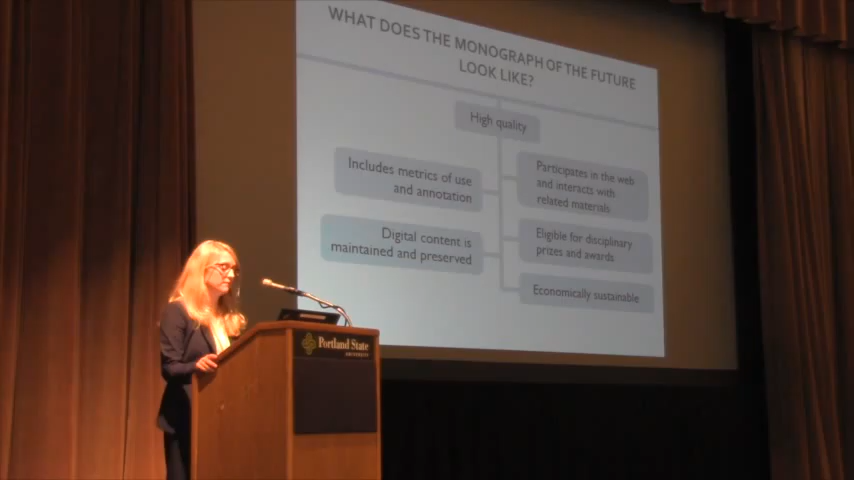 WHAT DOES THE MONOGRAPH OF THE FUTURE
LOOK LIKE?
High quality
Includes metrics of use
and annotation
Participates in the web
and interacts with
related materials
Digital content is
maintained and preserved
Eligible for disciplinary
prizes and awards
Economically sustainable
Portland State
UNIVERSITY